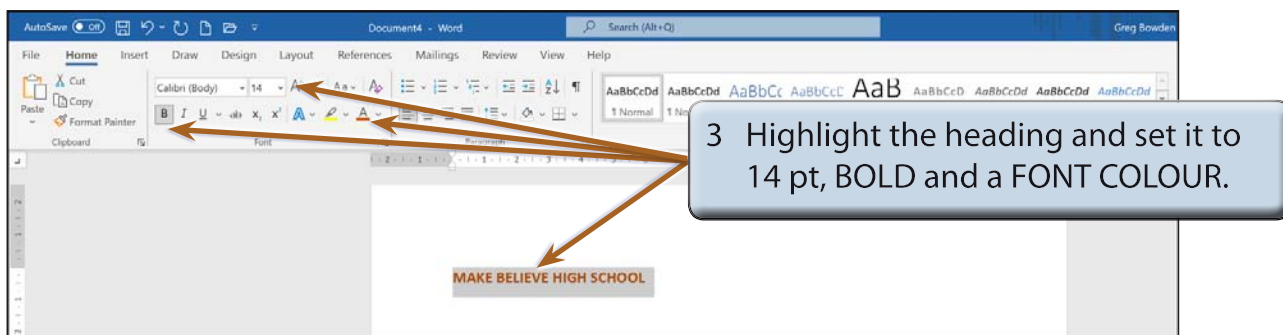 AutoSave Off Document4 - Word Search (Alt+Q) Greg Bowden
File Home Insert Draw Design Layout References Mailings Review View Help
Cut
Copy
Paste
Format Painter
Calibri (Body) 14
AaBbCcDd AaBbCcDd AaBbCc AaBbCcC AaB AaBbCcD AaBbCcDd AaBbCcDd AaBbCcDd
¶ Normal
Clipboard Font Paragraph
3 Highlight the heading and set it to
14 pt, BOLD and a FONT COLOUR.
MAKE BELIEVE HIGH SCHOOL